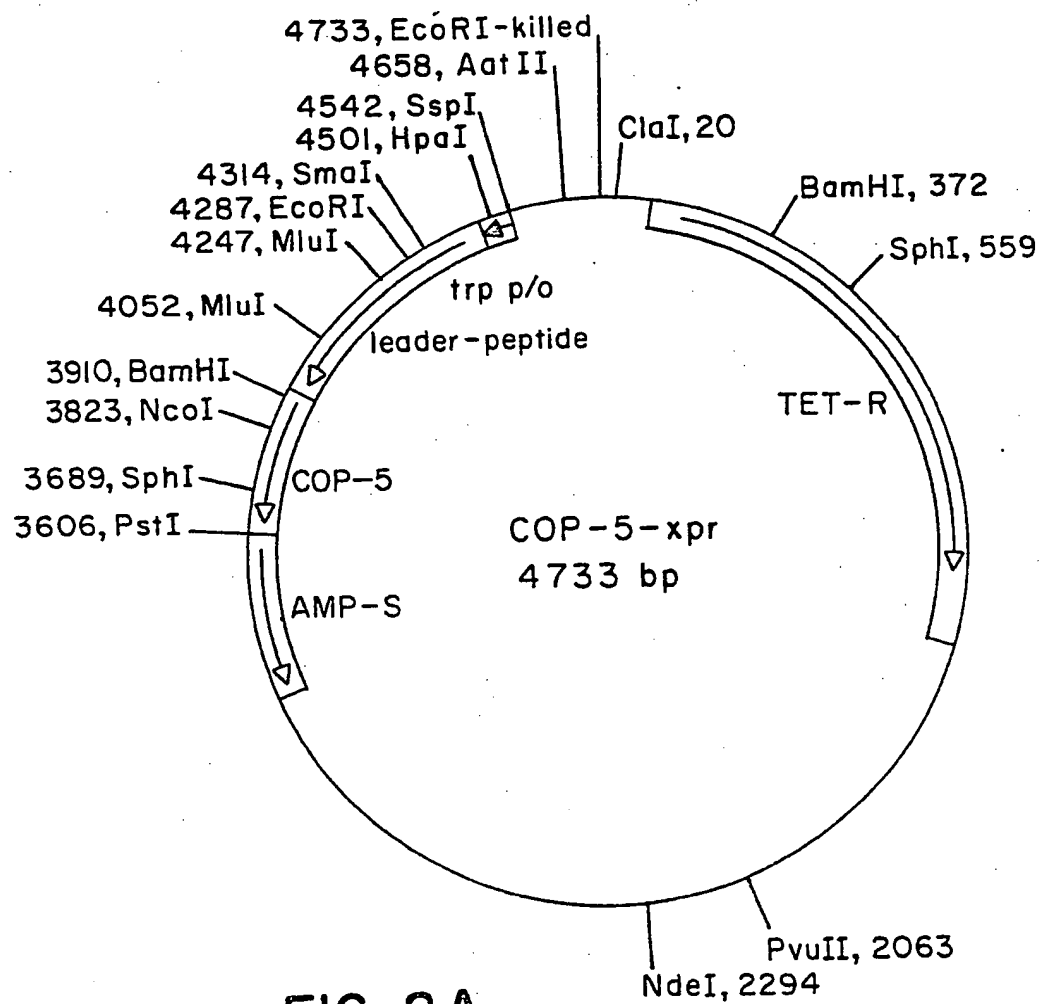 4733, EcoRI-killed
4658, AatII
4542, SspI
4501, HpaI
4314, SmaI
4287, EcoRI
4247, MluI
4052, MluI
3910, BamHI
3823, NcoI
3689, SphI
3606, PstI
ClaI, 20
BamHI, 372
SphI, 559
trp p/o
leader-peptide
TET-R
COP-5
COP-5-xpr
4733 bp
AMP-S
PvuII, 2063
NdeI, 2294